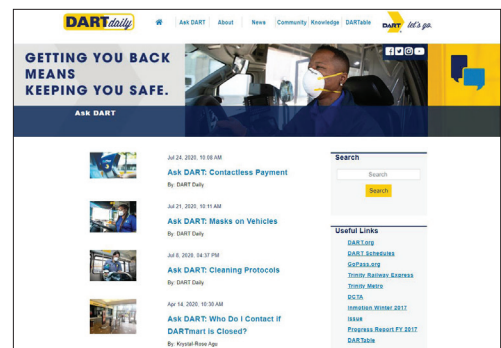 DART daily
Ask DART
About
News
Community
Knowledge
DARTable
DART let's go.
GETTING YOU BACK
MEANS
KEEPING YOU SAFE.
Ask DART
Jul 24, 2020, 10:08 AM
Ask DART: Contactless Payment
By: DART Daily
Jul 21, 2020, 10:11 AM
Ask DART: Masks on Vehicles
By: DART Daily
Jul 8, 2020, 04:37 PM
Ask DART: Cleaning Protocols
By: DART Daily
Apr 14, 2020, 10:30 AM
Ask DART: Who Do I Contact if
DARTmart is Closed?
By: Krystal-Rose Agu
Search
Search
Search
Useful Links
DART.org
DART Schedules
GoPass.org
Trinity Railway Express
Trinity Metro
DCTA
Inmotion Winter 2017
Issue
Progress Report FY 2017
DARTable